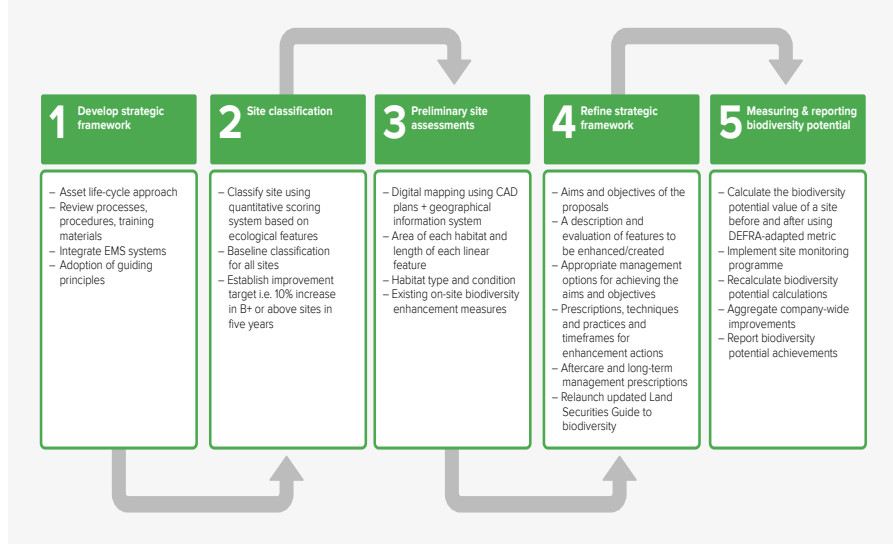 1 Develop strategic
framework
– Asset life-cycle approach
– Review processes,
procedures, training
materials
– Integrate EMS systems
– Adoption of guiding
principles
2 Site classification
– Classify site using
quantitative scoring
system based on
ecological features
– Baseline classification
for all sites
– Establish improvement
target i.e. 10% increase
in B+ or above sites in
five years
3 Preliminary site
assessments
– Digital mapping using CAD
plans + geographical
information system
– Area of each habitat and
length of each linear
feature
– Habitat type and condition
– Existing on-site biodiversity
enhancement measures
4 Refine strategic
framework
– Aims and objectives of the
proposals
– A description and
evaluation of features to
be enhanced/created
– Appropriate management
options for achieving the
aims and objectives
– Prescriptions, techniques
and practices and
timeframes for
enhancement actions
– Aftercare and long-term
management prescriptions
– Relaunch updated Land
Securities Guide to
biodiversity
5 Measuring & reporting
biodiversity potential
– Calculate the biodiversity
potential value of a site
before and after using
DEFRA-adapted metric
– Implement site monitoring
programme
– Recalculate biodiversity
potential calculations
– Aggregate company-wide
improvements
– Report biodiversity
potential achievements